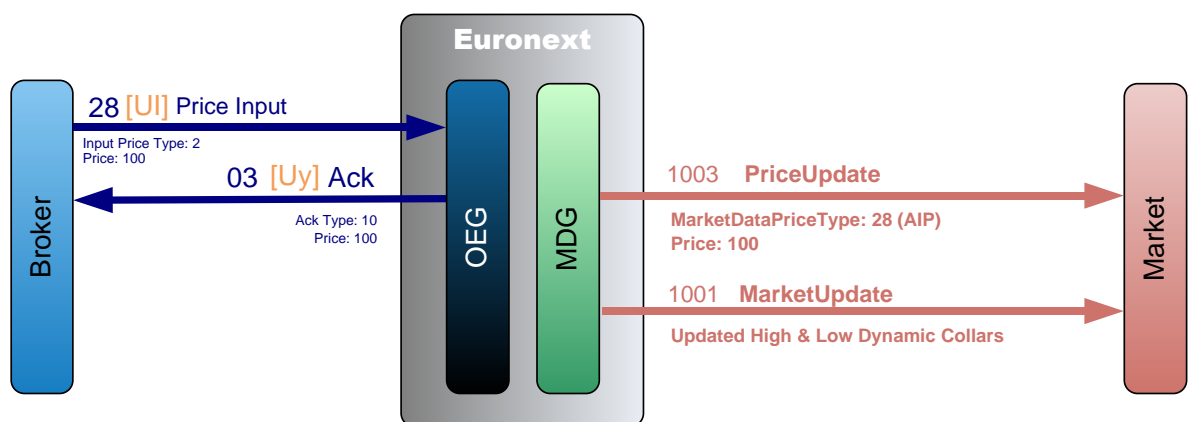 Euronext
28 [UI] Price Input
Input Price Type: 2
Price: 100
03 [Uy] Ack
Ack Type: 10
Price: 100
Broker
OEG
MDG
1003 PriceUpdate
MarketDataPriceType: 28 (AIP)
Price: 100
1001 MarketUpdate
Updated High & Low Dynamic Collars
Market